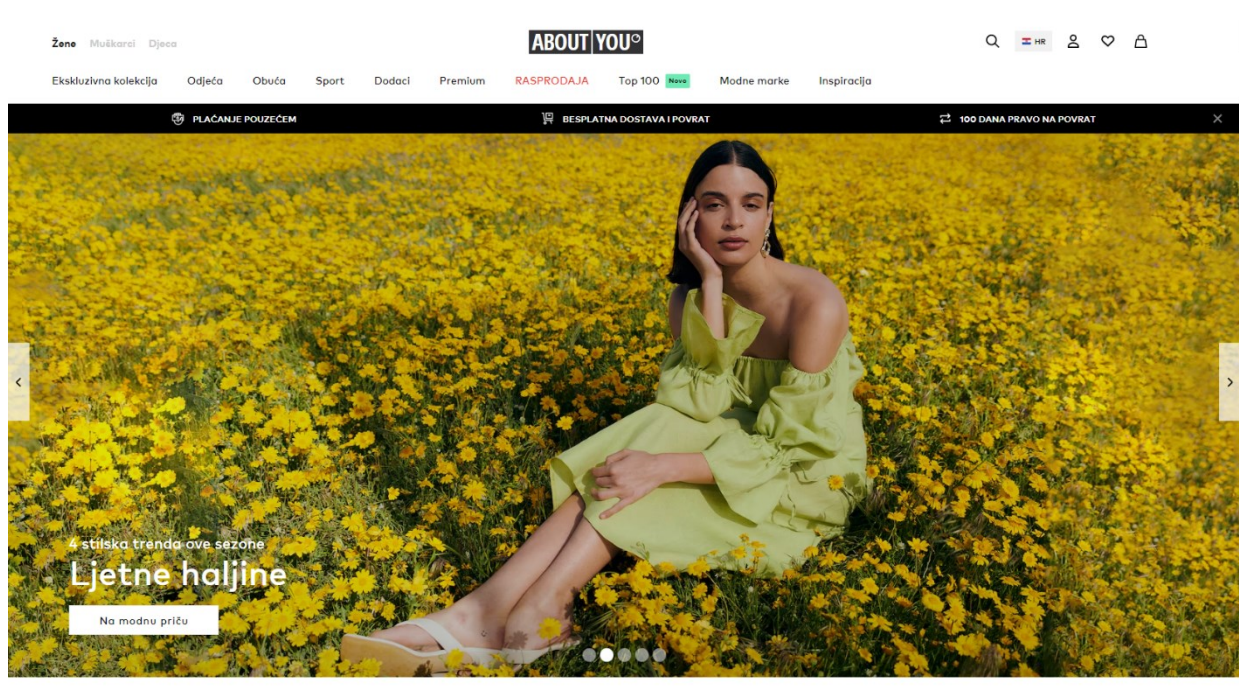 Žene Muškarci Djeca
ABOUT YOU°
HR
Ekskluzivna kolekcija Odjeća Obuća Sport Dodaci Premium RASPRODAJA Top 100 Novo Modne marke Inspiracija
PLAĆANJE POUZEĆEM BESPLATNA DOSTAVA I POVRAT 100 DANA PRAVO NA POVRAT
4 stilska trenda ove sezone
Ljetne haljine
Na modnu priču